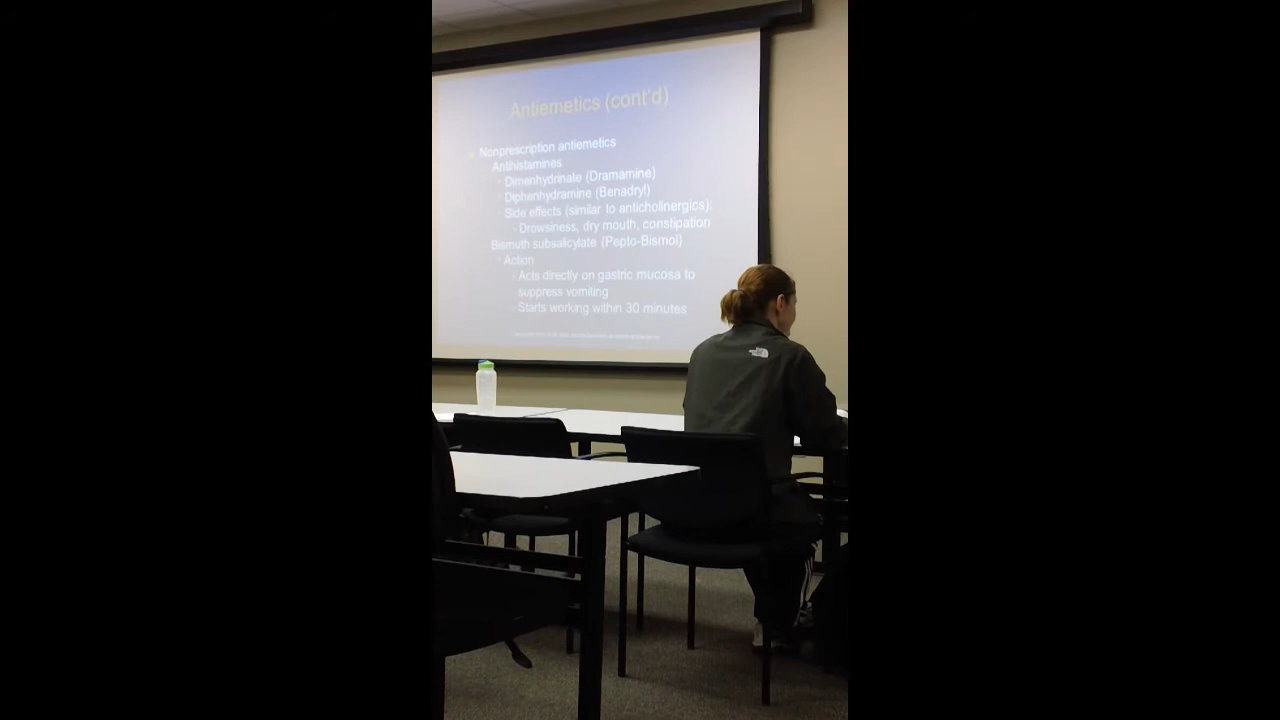 Antiemetics (cont'd)
Nonprescription antiemetics
Antihistamines
Dimenhydrinate (Dramamine)
Diphenhydramine (Benadryl)
Side effects (similar to anticholinergics):
Drowsiness, dry mouth, constipation
Bismuth subsalicylate (Pepto-Bismol)
Action
Acts directly on gastric mucosa to
suppress vomiting
Starts working within 30 minutes